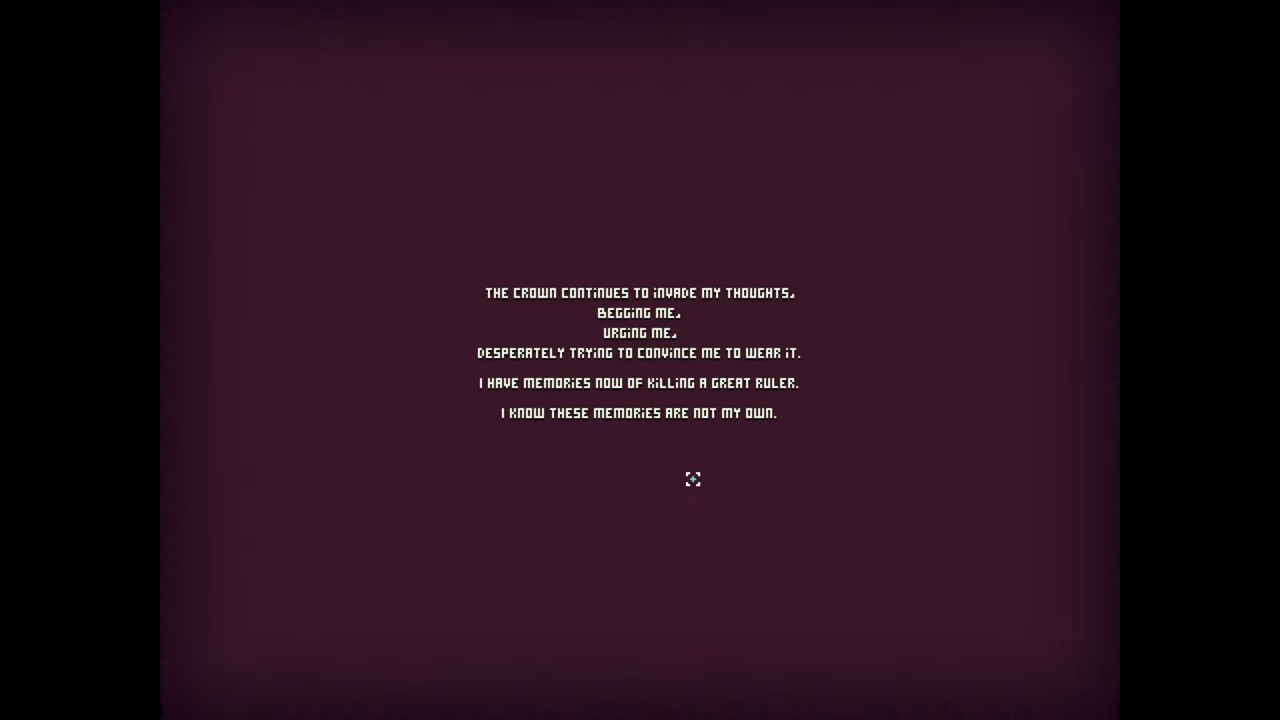 THE CROWN CONTINUES TO INVADE MY THOUGHTS,
BEGGING ME,
URGING ME,
DESPERATELY TRYING TO CONVINCE ME TO WEAR IT.
I HAVE MEMORIES NOW OF KILLING A GREAT RULER.
I KNOW THESE MEMORIES ARE NOT MY OWN.